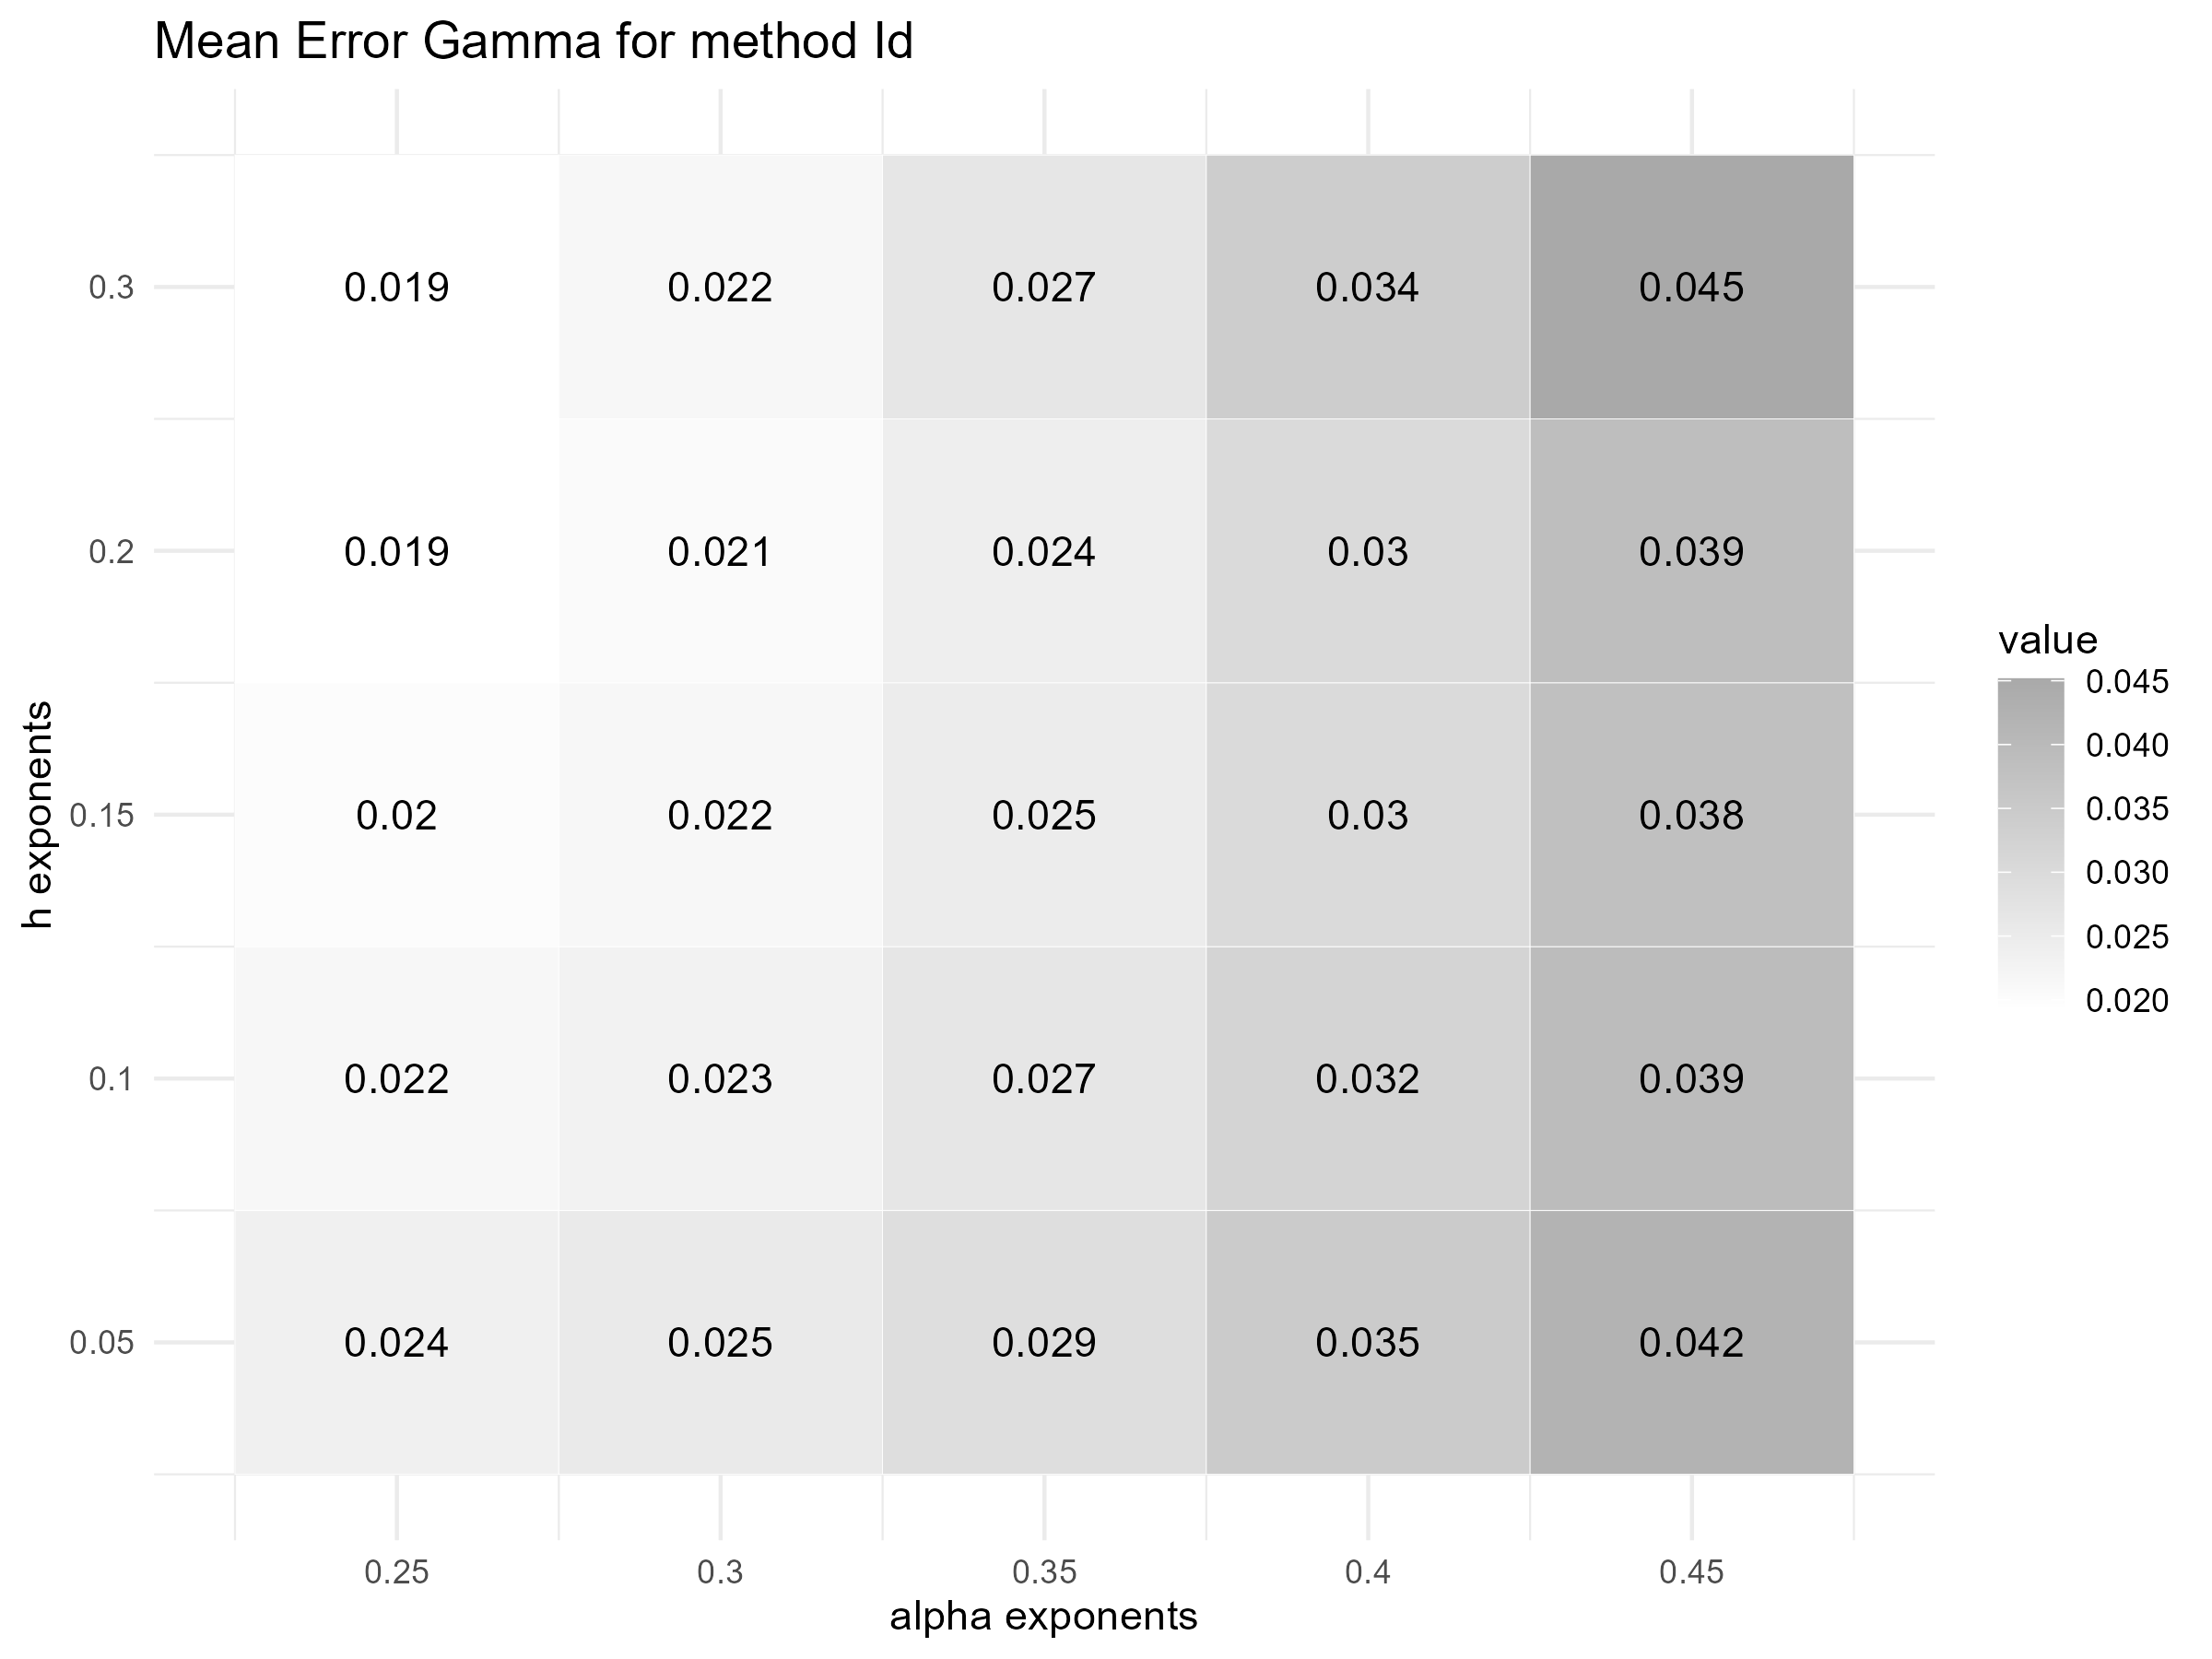 Mean Error Gamma for method Id
h exponents
0.3
0.019 0.022 0.027 0.034 0.045
0.2
0.019 0.021 0.024 0.03 0.039
0.15
0.02 0.022 0.025 0.03 0.038
0.1
0.022 0.023 0.027 0.032 0.039
0.05
0.024 0.025 0.029 0.035 0.042
0.25 0.3 0.35 0.4 0.45
alpha exponents
value
0.045
0.040
0.035
0.030
0.025
0.020